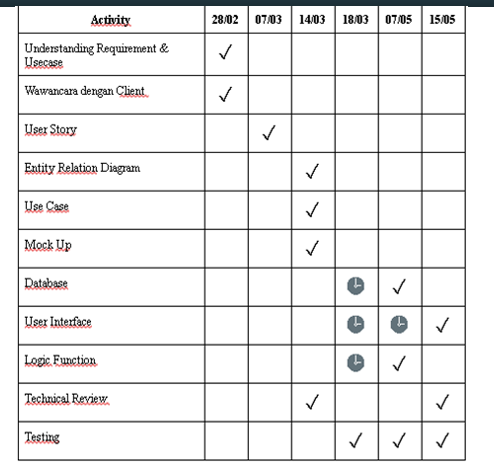 Activity 28/02 07/03 14/03 18/03 07/05 15/05
Understanding Requirement &
Usecase ✓
Wawancara dengan Client ✓
User Story ✓
Entity Relation Diagram ✓
Use Case ✓
Mock Up ✓
Database ✓
User Interface ✓
Logic Function ✓
Technical Review ✓ ✓
Testing ✓ ✓ ✓